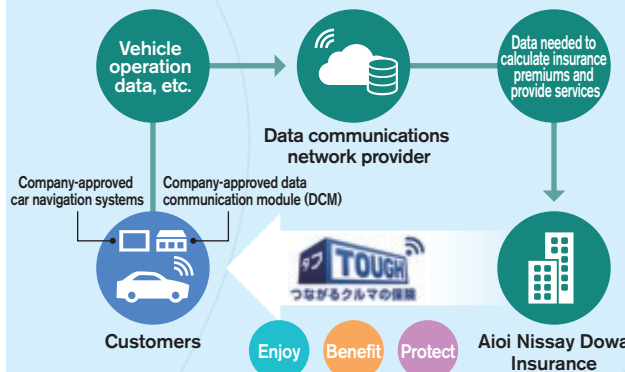 Vehicle
operation
data, etc.
Data needed to
calculate insurance
premiums and
provide services
Data communications
network provider
Company-approved
car navigation systems
Company-approved data
communication module (DCM)
タフ TOUGH
つながるクルマの保険
Customers
Enjoy
Benefit
Protect
Aioi Nissay Dowa
Insurance